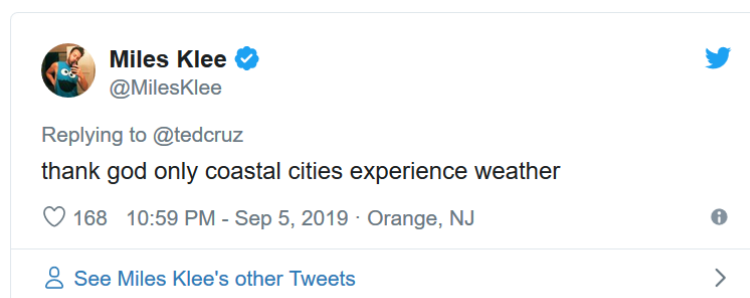 Miles Klee
@MilesKlee
Replying to @tedcruz
thank god only coastal cities experience weather
168 10:59 PM - Sep 5, 2019 · Orange, NJ
See Miles Klee's other Tweets